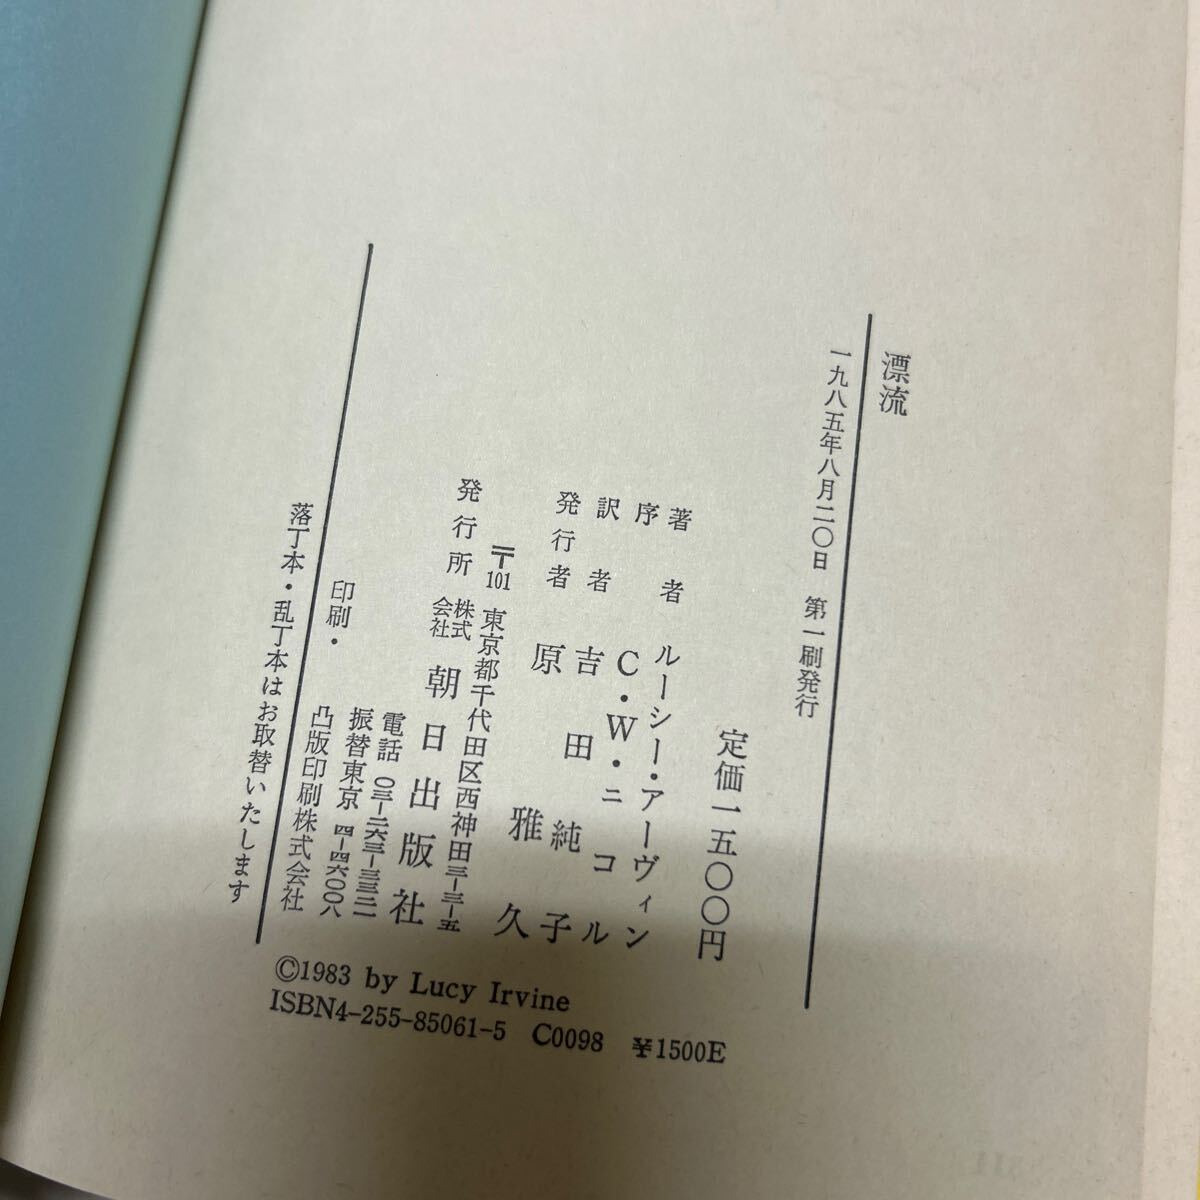 漂流
一九八五年八月二〇日 第一刷発行
定価一五〇〇円
著者 ルーシー・アーヴィン
序 C・W・ニコル
訳者 吉田純子
発行者 原 雅久
〒101 東京都千代田区西神田三―三―五
発行所 株式会社 朝日出版社
電話 〇三―二六三―三三二一
振替東京 四―四六〇〇八
印刷・凸版印刷株式会社
落丁本・乱丁本はお取替いたします
©1983 by Lucy Irvine
ISBN4-255-85061-5 C0098 ¥1500E